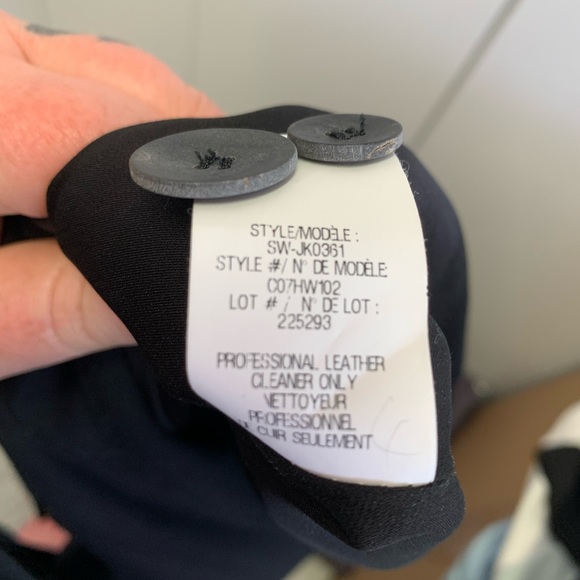 STYLE/MODÈLE :
SW-JK0361
STYLE #/ N° DE MODÈLE:
C07HW102
LOT # / N° DE LOT :
225293
PROFESSIONAL LEATHER
CLEANER ONLY
NETTOYEUR
PROFESSIONNEL
CUIR SEULEMENT